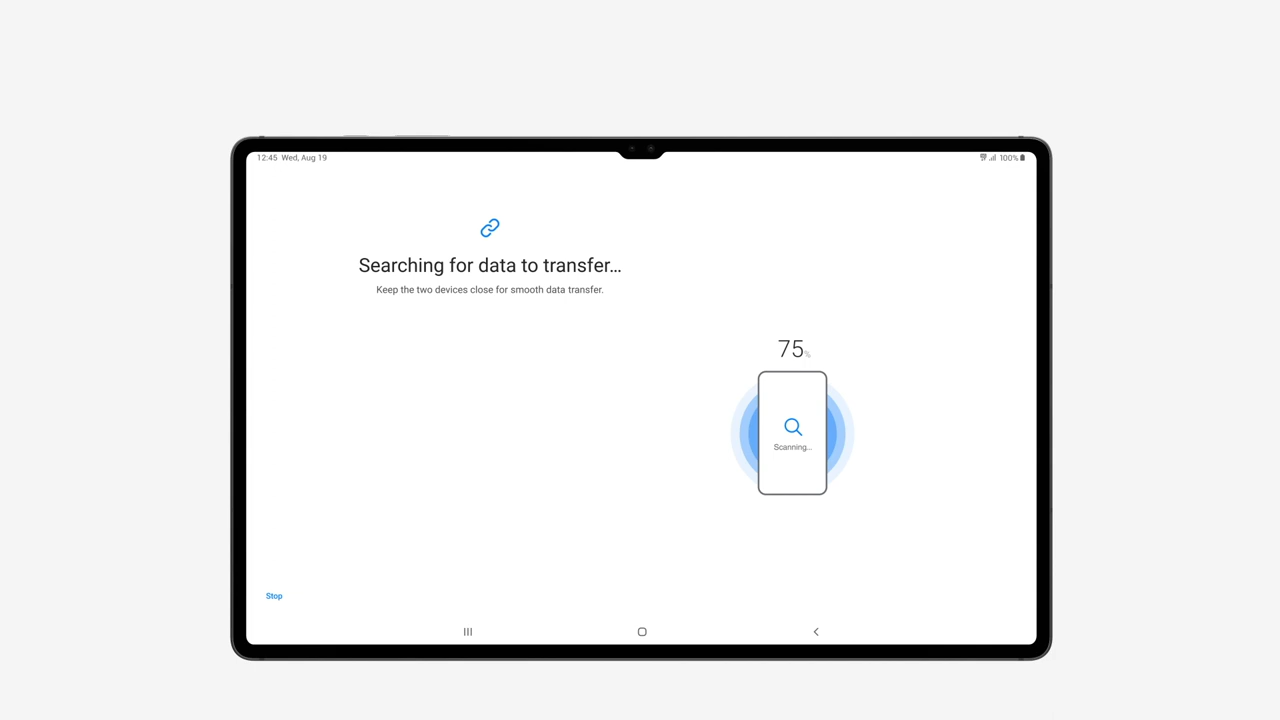 12:45 Wed, Aug 19
100%
Searching for data to transfer...
Keep the two devices close for smooth data transfer.
75%
Scanning...
Stop